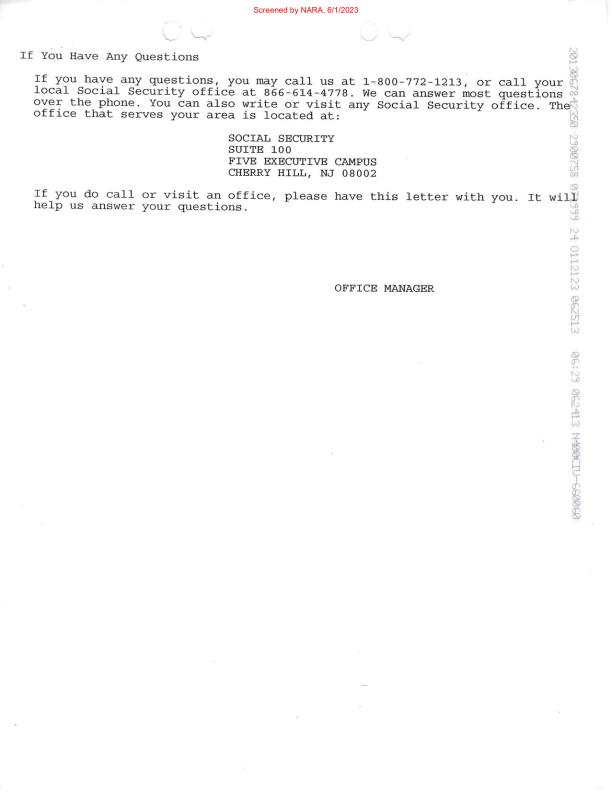 Screened by NARA, 6/1/2023
If You Have Any Questions
If you have any questions, you may call us at 1-800-772-1213, or call your
local Social Security office at 866-614-4778. We can answer most questions
over the phone. You can also write or visit any Social Security office. The
office that serves your area is located at:
SOCIAL SECURITY
SUITE 100
FIVE EXECUTIVE CAMPUS
CHERRY HILL, NJ 08002
If you do call or visit an office, please have this letter with you. It will
help us answer your questions.
OFFICE MANAGER
24 0112123 062513 06:29 062413